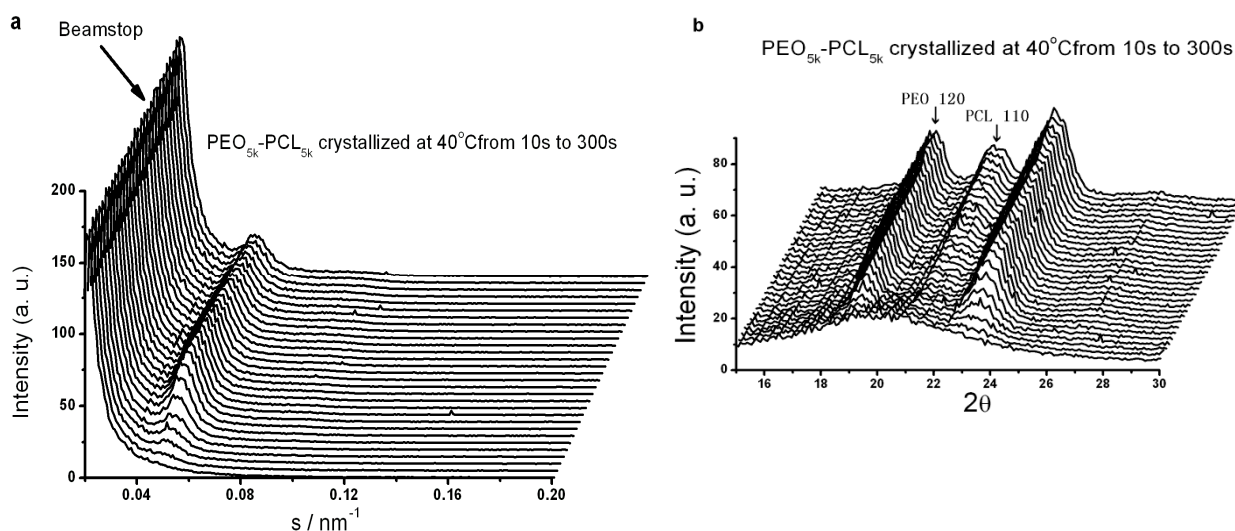 a
Beamstop
PEO5k-PCL5k crystallized at 40°Cfrom 10s to 300s
200
150
100
50
0
Intensity (a. u.)
0.04 0.08 0.12 0.16 0.20
s / nm-1
b
PEO5k-PCL5k crystallized at 40°Cfrom 10s to 300s
PEO 120
PCL 110
80
60
40
20
0
Intensity (a. u.)
16 18 20 22 24 26 28 30
2θ